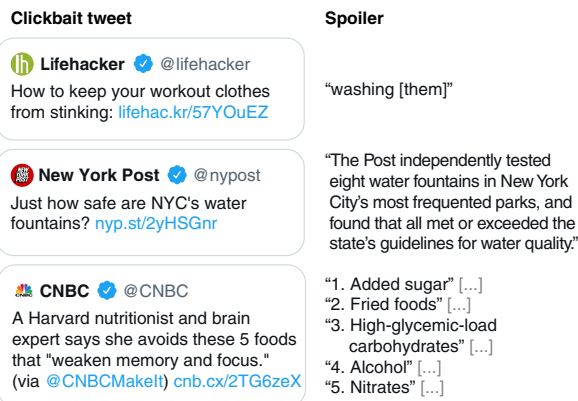 Clickbait tweet
Spoiler
Lifehacker @lifehacker
How to keep your workout clothes
from stinking: lifehac.kr/57YOuEZ
"washing [them]"
NEW YORK POST
New York Post @nypost
Just how safe are NYC's water
fountains? nyp.st/2yHSGnr
“The Post independently tested
eight water fountains in New York
City’s most frequented parks, and
found that all met or exceeded the
state’s guidelines for water quality.”
CNBC
CNBC @CNBC
A Harvard nutritionist and brain
expert says she avoids these 5 foods
that "weaken memory and focus."
(via @CNBCMakeIt) cnb.cx/2TG6zeX
“1. Added sugar” [...]
“2. Fried foods” [...]
“3. High-glycemic-load
carbohydrates” [...]
“4. Alcohol” [...]
“5. Nitrates” [...]